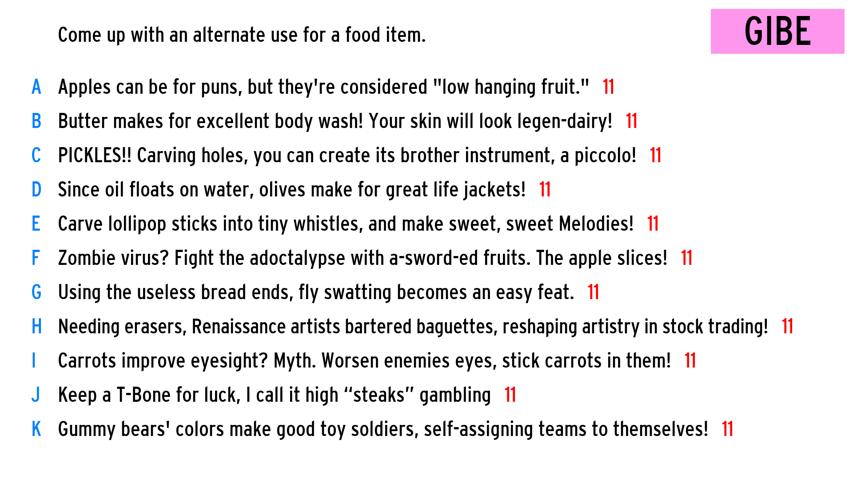 Come up with an alternate use for a food item.
GIBE
A Apples can be for puns, but they're considered "low hanging fruit." 11
B Butter makes for excellent body wash! Your skin will look legen-dairy! 11
C PICKLES!! Carving holes, you can create its brother instrument, a piccolo! 11
D Since oil floats on water, olives make for great life jackets! 11
E Carve lollipop sticks into tiny whistles, and make sweet, sweet Melodies! 11
F Zombie virus? Fight the adoctalypse with a-sword-ed fruits. The apple slices! 11
G Using the useless bread ends, fly swatting becomes an easy feat. 11
H Needing erasers, Renaissance artists bartered baguettes, reshaping artistry in stock trading! 11
I Carrots improve eyesight? Myth. Worsen enemies eyes, stick carrots in them! 11
J Keep a T-Bone for luck, I call it high “steaks” gambling 11
K Gummy bears' colors make good toy soldiers, self-assigning teams to themselves! 11